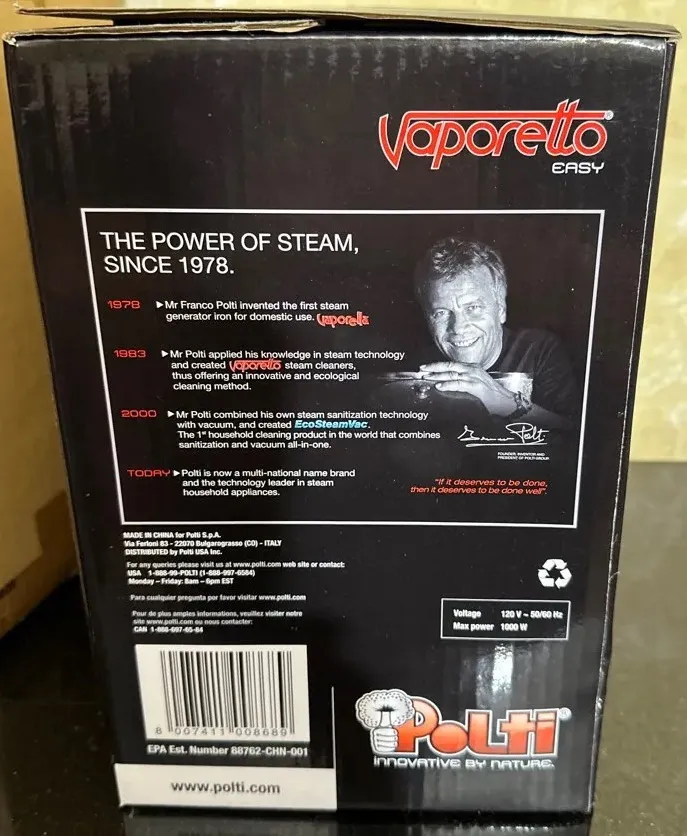 Vaporetto®
EASY
THE POWER OF STEAM,
SINCE 1978.
1978 ►Mr Franco Polti invented the first steam
generator iron for domestic use. Vaporella
1983 ►Mr Polti applied his knowledge in steam technology
and created Vaporetto steam cleaners,
thus offering an innovative and ecological
cleaning method.
2000 ►Mr Polti combined his own steam sanitization technology
with vacuum, and created EcoSteamVac.
The 1st household cleaning product in the world that combines
sanitization and vacuum all-in-one.
TODAY ►Polti is now a multi-national name brand
and the technology leader in steam
household appliances.
FOUNDER, INVENTOR AND
PRESIDENT OF POLTI GROUP
"If it deserves to be done,
then it deserves to be done well".
MADE IN CHINA for Polti S.p.A.
Via Ferloni 83 - 22070 Bulgarograsso (CO) - ITALY
DISTRIBUTED by Polti USA Inc.
For any queries please visit us at www.polti.com web site or contact:
USA 1-888-99-POLTI (1-888-997-6584)
Monday – Friday: 8am – 6pm EST
Para cualquier pregunta por favor visitar www.polti.com
Pour de plus amples informations, veuillez visiter notre
site www.polti.com ou nous contacter:
CAN 1-888-997-65-84
Voltage 120 V ~ 50/60 Hz
Max power 1000 W
8 007411 008689
EPA Est. Number 88762-CHN-001
www.polti.com
Polti®
INNOVATIVE BY NATURE.